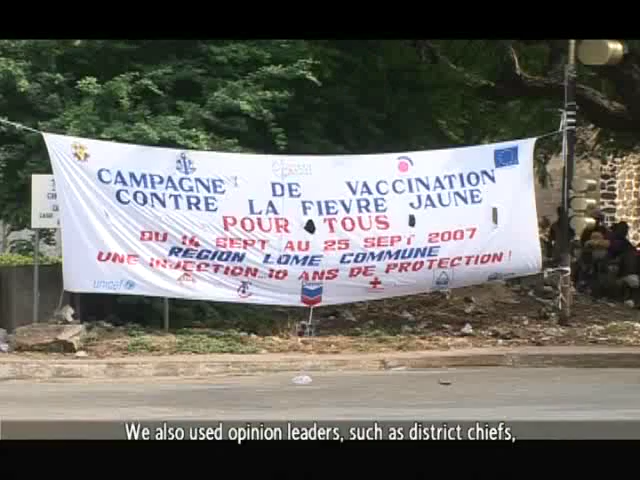 CAMPAGNE DE VACCINATION
CONTRE LA FIEVRE JAUNE
POUR TOUS
DU 14 SEPT AU 25 SEPT 2007
REGION LOME COMMUNE
UNE INJECTION...10 ANS DE PROTECTION!
unicef
We also used opinion leaders, such as district chiefs,